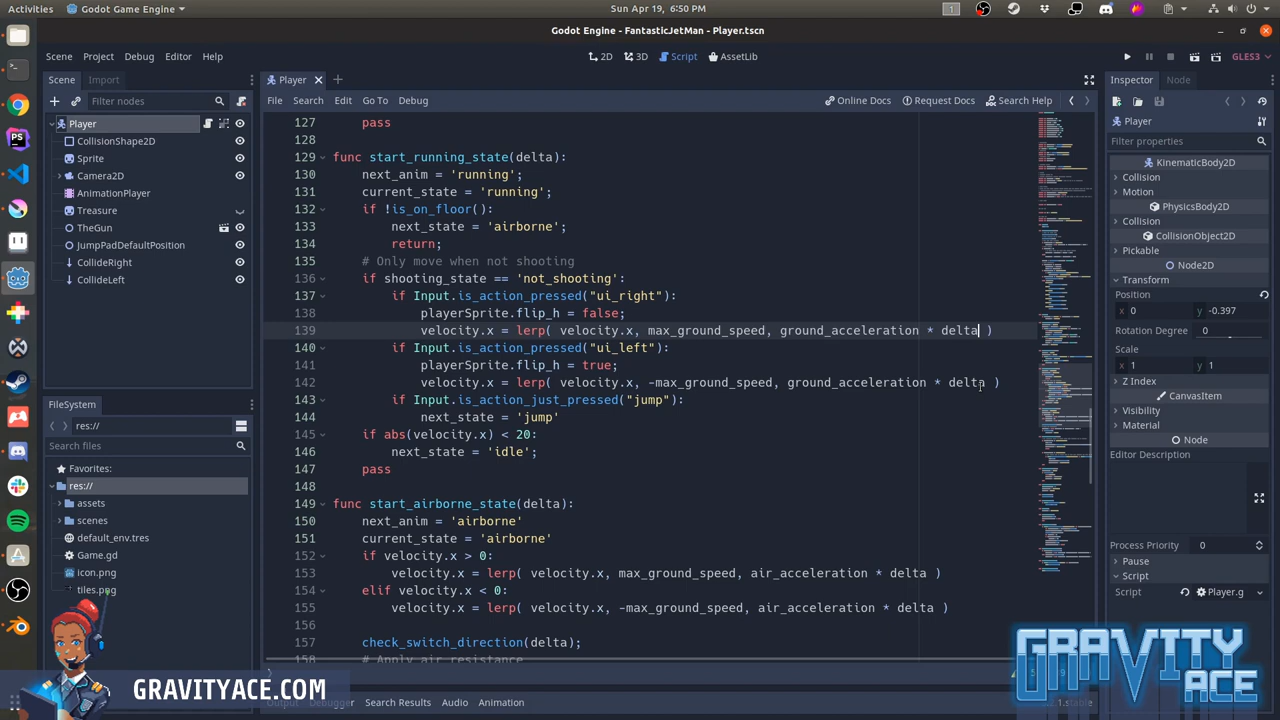 Activities
Godot Game Engine
Sun Apr 19, 6:50 PM
Godot Engine - FantasticJetMan - Player.tscn
Scene Project Debug Editor Help
2D 3D Script AssetLib
GLES3
Scene Import
Filter nodes
Player
CollisionShape2D
Sprite
Camera2D
AnimationPlayer
Treasure
TheGun
JumpPadDefaultPosition
CollideRight
CollideLeft
FileSystem
res://
Search files
Favorites:
res://
assets
scenes
default_env.tres
Game.gd
icon.png
tiles.png
Player
File Search Edit Go To Debug
Online Docs Request Docs Search Help
127 pass
128
129 start_running_state(delta):
130 'running';
131 'running';
132 if
133 next_state = 'airborne';
134 return;
135 Only move when not shooting
136 if
137 if Input.is_action_pressed("ui_right"):
138 playerSprite.flip_h = false;
139 velocity.x = lerp( velocity.x, max_ground_speed, ground_acceleration * delta )
140 if Input.is_action_pressed("ui_left"):
141 playerSprite.flip_h = true;
142 velocity.x = lerp( velocity.x, -max_ground_speed, ground_acceleration * delta )
143 if Input.is_action_just_pressed("jump"):
144 next_state = 'jump'
145 if abs(velocity.x) < 20:
146 next_state = 'idle';
147 pass
148
149 start_airborne_state(delta):
150 next_anim 'airborne'
151 'airborne'
152 if velocity.x > 0:
153 velocity.x = lerp( velocity.x, max_ground_speed, air_acceleration * delta )
154 elif velocity.x < 0:
155 velocity.x = lerp( velocity.x, -max_ground_speed, air_acceleration * delta )
156
157 check_switch_direction(delta);
158 # Apply air resistance
Output Debugger Search Results Audio Animation
Inspector Node
Player
Filter properties
Collision
Motion
Collision
CollisionObject2D
Pickable
Transform
Position
x 0 y -0.397
Rotation Degree 0
Scale
x 1 y 1
Z Index
CanvasItem
Visibility
Material
Node
Editor Description
Process Priority 0
Pause
Script
Script Player.g
GRAVITYACE.COM
GRAVITY
ACE